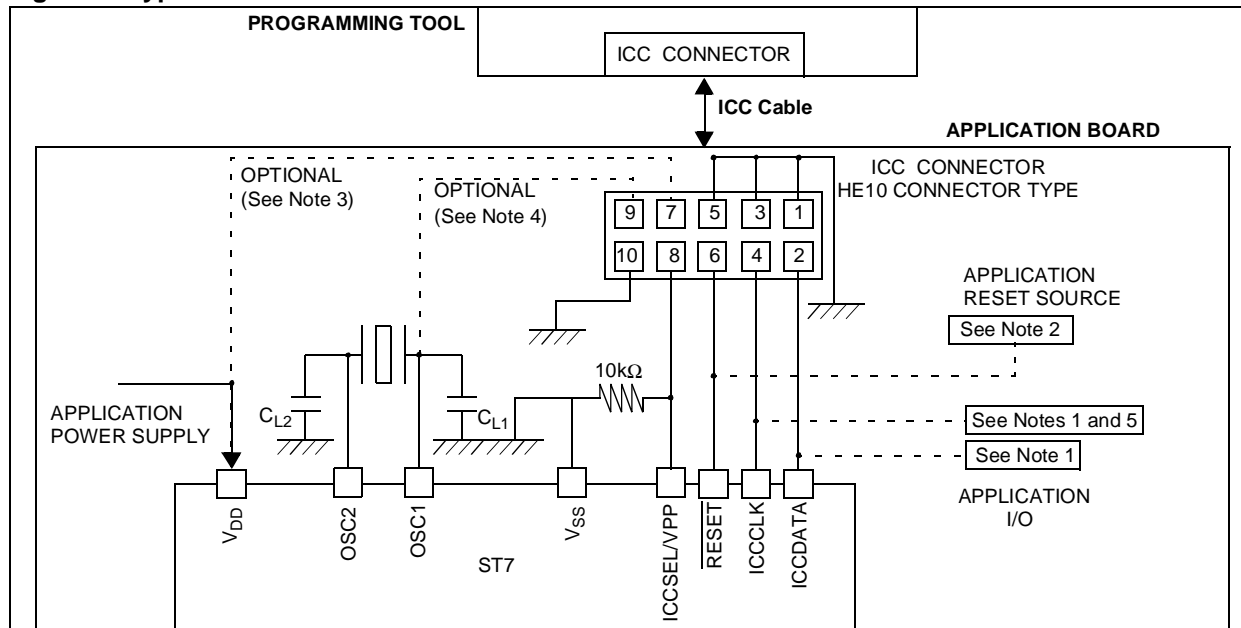 PROGRAMMING TOOL
ICC CONNECTOR
ICC Cable
APPLICATION BOARD
OPTIONAL
(See Note 3)
OPTIONAL
(See Note 4)
ICC CONNECTOR
HE10 CONNECTOR TYPE
9 7 5 3 1
10 8 6 4 2
APPLICATION
RESET SOURCE
See Note 2
10kΩ
APPLICATION
POWER SUPPLY
CL2
CL1
See Notes 1 and 5
See Note 1
APPLICATION
I/O
VDD
OSC2
OSC1
VSS
ICCSEL/VPP
RESET
ICCCLK
ICCDATA
ST7